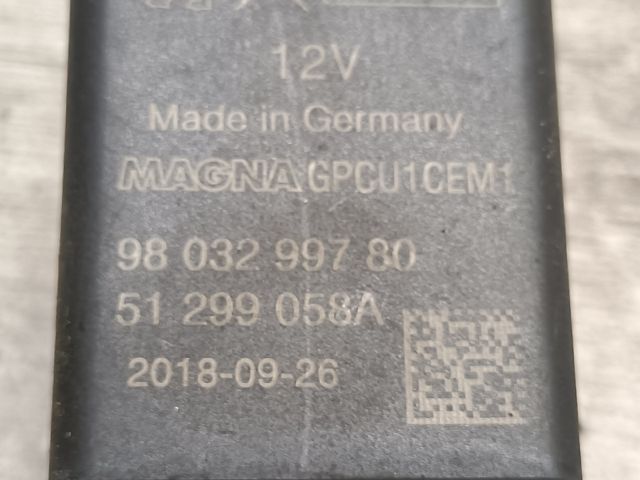 12V
Made in Germany
MAGNA GPCU1CEM1
98 032 997 80
51 299 058A
2018-09-26